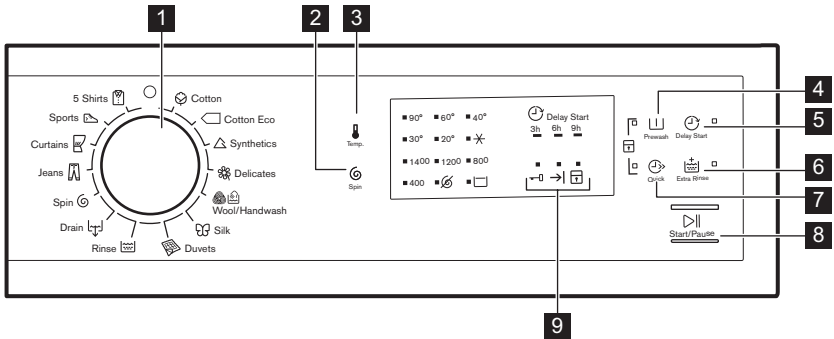 1
2
3
4
5
6
7
8
9
5 Shirts
Sports
Curtains
Jeans
Spin
Drain
Rinse
Cotton
Cotton Eco
Synthetics
Delicates
Wool/Handwash
Silk
Duvets
Temp.
Spin
90° 60° 40°
30° 20°
1400 1200 800
400
Delay Start
3h 6h 9h
Prewash
Delay Start
Quick
Extra Rinse
Start/Pause